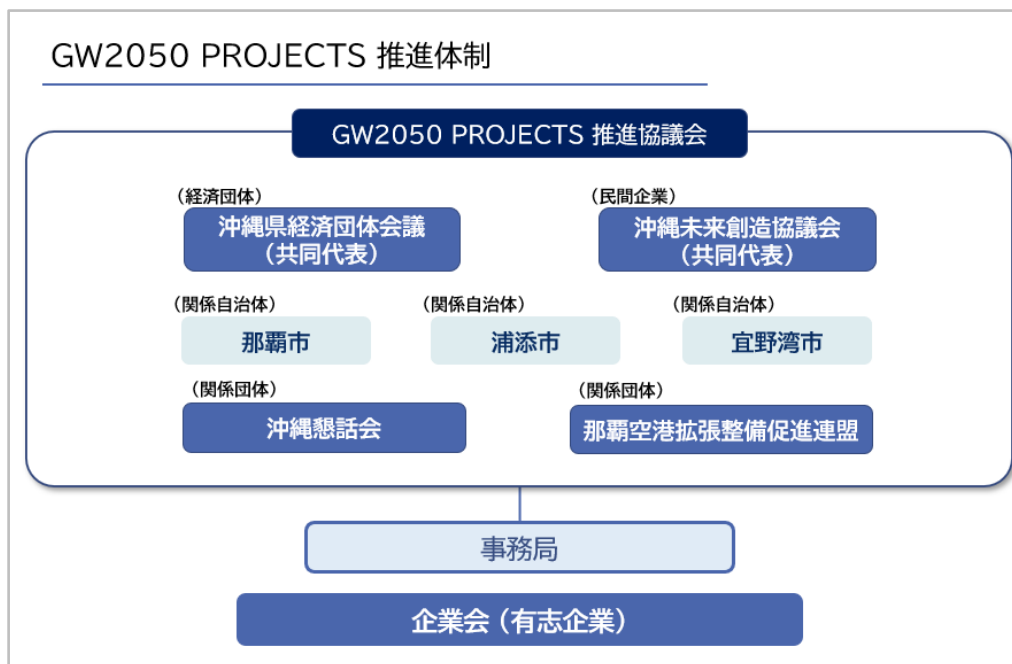 GW2050 PROJECTS 推進体制
GW2050 PROJECTS 推進協議会
（経済団体）
沖縄県経済団体会議
（共同代表）
（民間企業）
沖縄未来創造協議会
（共同代表）
（関係自治体）
那覇市
（関係自治体）
浦添市
（関係自治体）
宜野湾市
（関係団体）
沖縄懇話会
（関係団体）
那覇空港拡張整備促進連盟
事務局
企業会（有志企業）